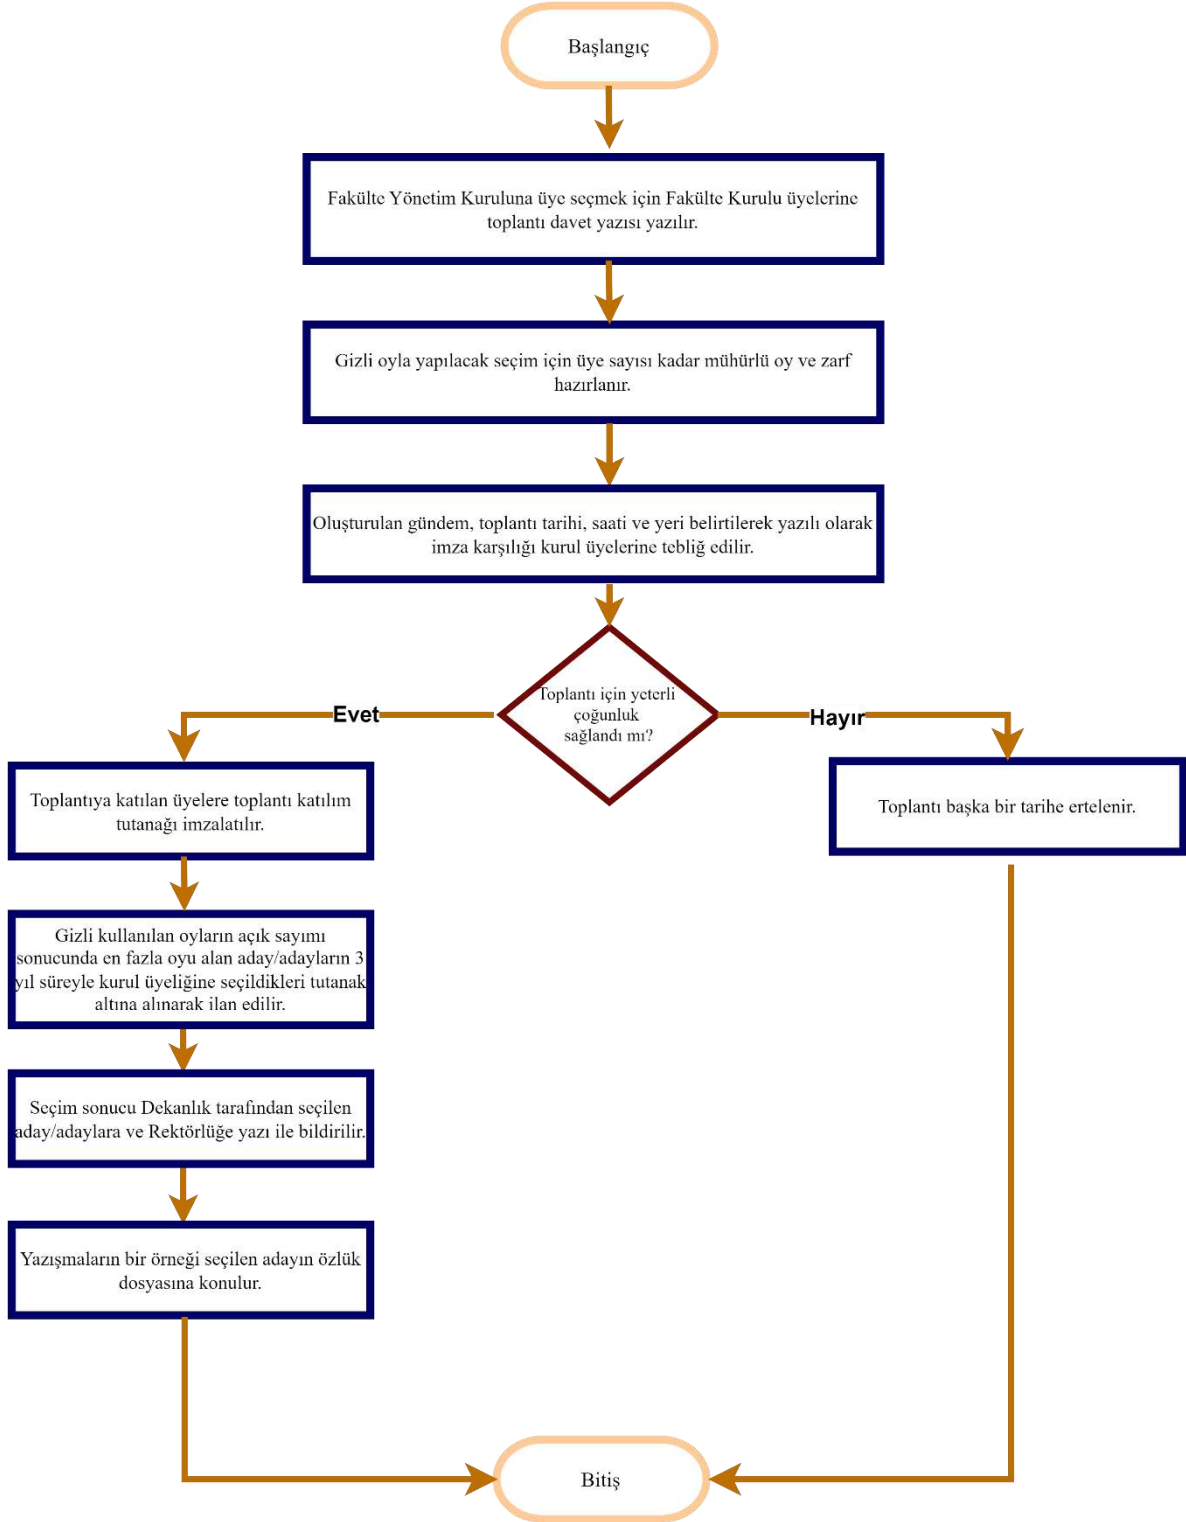 Başlangıç
Fakülte Yönetim Kuruluna üye seçmek için Fakülte Kurulu üyelerine
toplantı davet yazısı yazılır.
Gizli oyla yapılacak seçim için üye sayısı kadar mühürlü oy ve zarf
hazırlanır.
Oluşturulan gündem, toplantı tarihi, saati ve yeri belirtilerek yazılı olarak
imza karşılığı kurul üyelerine tebliğ edilir.
Toplantı için yeterli
çoğunluk
sağlandı mı?
Evet
Hayır
Toplantıya katılan üyelere toplantı katılım
tutanağı imzalatılır.
Toplantı başka bir tarihe ertelenir.
Gizli kullanılan oyların açık sayımı
sonucunda en fazla oyu alan aday/adayların 3
yıl süreyle kurul üyeliğine seçildikleri tutanak
altına alınarak ilan edilir.
Seçim sonucu Dekanlık tarafından seçilen
aday/adaylara ve Rektörlüğe yazı ile bildirilir.
Yazışmaların bir örneği seçilen adayın özlük
dosyasına konulur.
Bitiş